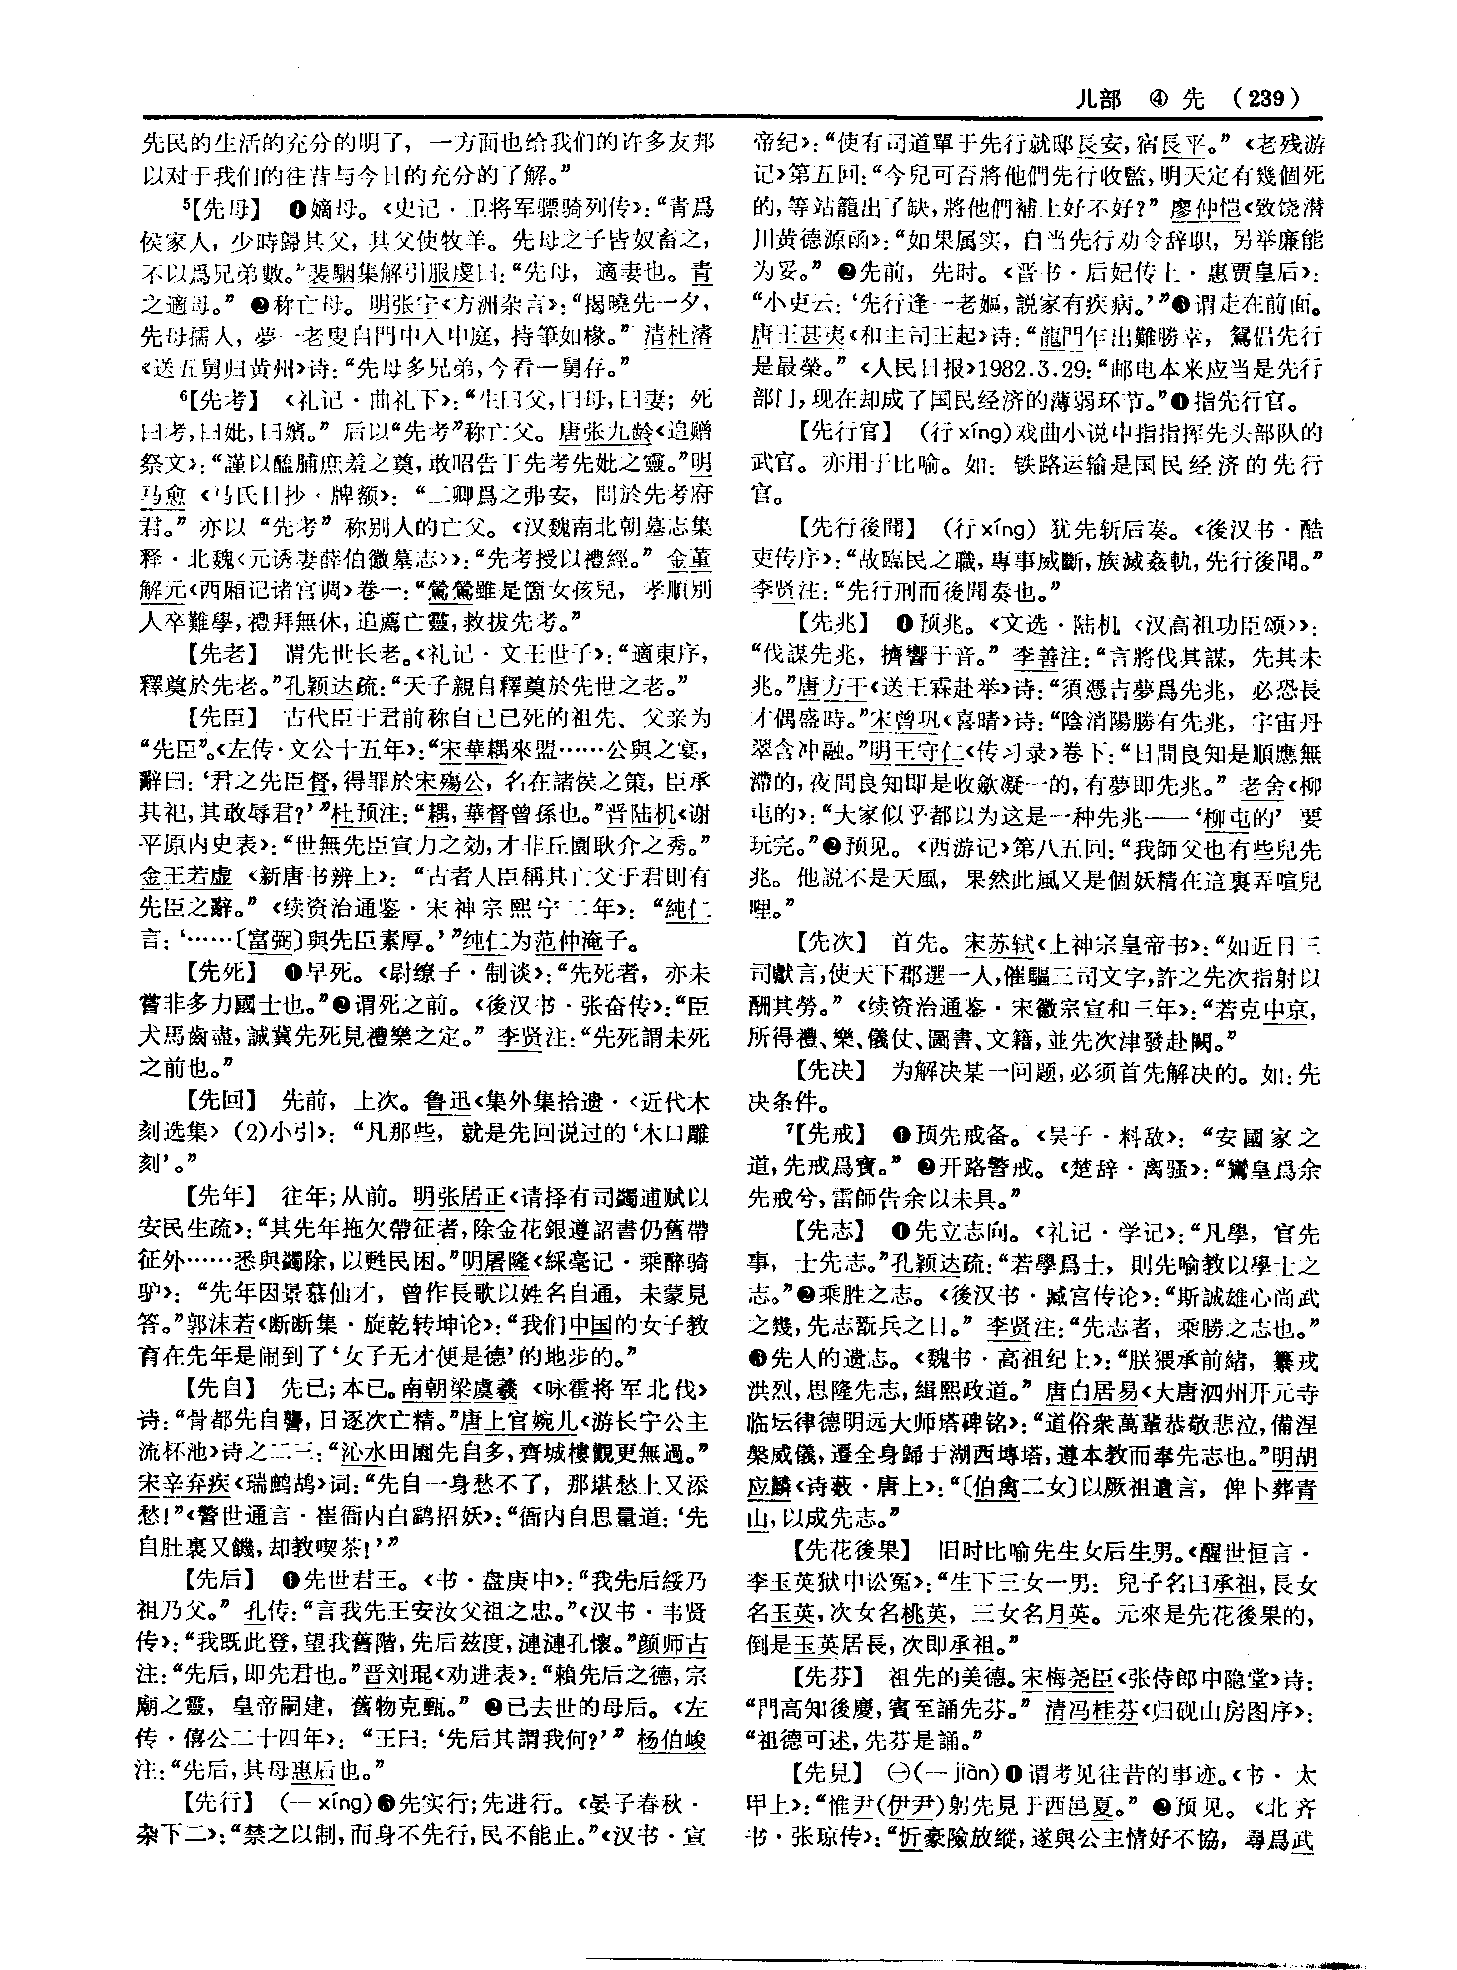 儿部 ④ 先 (239)
先民的生活的充分的明了，一方面也给我们的许多友邦
以对于我们的往昔与今日的充分的了解。”
⁵【先母】 ❶嫡母。《史记·卫将军骠骑列传》：“青爲
侯家人，少時歸其父，其父使牧羊。先母之子皆奴畜之，
不以爲兄弟數。”裴駰集解引服虔曰：“先母，適妻也。青
之適母。” ❷称亡母。明张宁《方洲杂言》：“揭曉先一夕，
先母孺人，夢一老叟自門中入中庭，持筆如椽。” 清杜濬
《送五舅归黄州》诗：“先母多兄弟，今看一舅存。”
⁶【先考】 《礼记·曲礼下》：“生曰父，曰母，曰妻；死
曰考，曰妣，曰嬪。” 后以“先考”称亡父。唐张九龄《追赠
祭文》：“謹以醢脯庶羞之奠，敢昭告于先考先妣之靈。”明
马愈《马氏日抄·牌额》：“二卿爲之弗安，問於先考府
君。” 亦以“先考”称别人的亡父。《汉魏南北朝墓志集
释·北魏〈元诱妻薛伯徽墓志〉》：“先考授以禮經。” 金董
解元《西厢记诸宫调》卷一：“鶯鶯雖是箇女孩兒，孝順别
人卒難學，禮拜無休，追薦亡靈，救拔先考。”
【先老】 谓先世长老。《礼记·文王世子》：“適東序，
釋奠於先老。”孔颖达疏：“天子親自釋奠於先世之老。”
【先臣】 古代臣于君前称自己已死的祖先、父亲为
“先臣”。《左传·文公十五年》：“宋華耦來盟……公與之宴，
辭曰：‘君之先臣督，得罪於宋殤公，名在諸侯之策，臣承
其祀，其敢辱君？’”杜预注：“耦，華督曾孫也。”晋陆机《谢
平原内史表》：“世無先臣宣力之効，才非丘園耿介之秀。”
金王若虚《新唐书辨上》：“古者人臣稱其亡父于君則有
先臣之辭。”《续资治通鉴·宋神宗熙宁二年》：“純仁
言：‘……〔富弼〕與先臣素厚。’”纯仁为范仲淹子。
【先死】 ❶早死。《尉缭子·制谈》：“先死者，亦未
嘗非多力國士也。”❷谓死之前。《後汉书·张奋传》：“臣
犬馬齒盡，誠冀先死見禮樂之定。” 李贤注：“先死謂未死
之前也。”
【先回】 先前，上次。鲁迅《集外集拾遗·〈近代木
刻选集〉(2)小引》：“凡那些，就是先回说过的‘木口雕
刻’。”
【先年】 往年；从前。明张居正《请择有司蠲逋赋以
安民生疏》：“其先年拖欠帶征者，除金花銀遵詔書仍舊帶
征外……悉與蠲除，以甦民困。”明屠隆《綵毫记·乘醉骑
驴》：“先年因景慕仙才，曾作長歌以姓名自通，未蒙見
答。”郭沫若《断断集·旋乾转坤论》：“我们中国的女子教
育在先年是闹到了‘女子无才便是德’的地步的。”
【先自】 先已；本已。南朝梁虞羲《咏霍将军北伐》
诗：“骨都先自讋，日逐次亡精。”唐上官婉儿《游长宁公主
流杯池》诗之二三：“沁水田園先自多，齊城樓觀更無過。”
宋辛弃疾《瑞鹧鸪》词：“先自一身愁不了，那堪愁上又添
愁！”《警世通言·崔衙内白鹞招妖》：“衙内自思量道：‘先
自肚裏又饑，却教喫茶！’”
【先后】 ❶先世君王。《书·盘庚中》：“我先后綏乃
祖乃父。” 孔传：“言我先王安汝父祖之忠。”《汉书·韦贤
传》：“我既此登，望我舊階，先后兹度，漣漣孔懷。”颜师古
注：“先后，即先君也。”晋刘琨《劝进表》：“賴先后之德，宗
廟之靈，皇帝嗣建，舊物克甄。” ❷已去世的母后。《左
传·僖公二十四年》：“王曰：‘先后其謂我何？’” 杨伯峻
注：“先后，其母惠后也。”
【先行】 (一xíng)❶先实行；先进行。《晏子春秋·
杂下二》：“禁之以制，而身不先行，民不能止。”《汉书·宣
帝纪》：“使有司道單于先行就邸長安，宿長平。” 《老残游
记》第五回：“今兒可否將他們先行收監，明天定有幾個死
的，等站籠出了缺，將他們補上好不好？” 廖仲恺《致饶潜
川黄德源函》：“如果属实，自当先行劝令辞职，另举廉能
为妥。” ❷先前，先时。《晋书·后妃传上·惠贾皇后》：
“小吏云：‘先行逢一老嫗，説家有疾病。’”❸谓走在前面。
唐王甚夷《和主司王起》诗：“龍門乍出難勝幸，鴛侣先行
是最榮。” 《人民日报》1982.3.29：“邮电本来应当是先行
部门，现在却成了国民经济的薄弱环节。”❹指先行官。
【先行官】 (行xíng)戏曲小说中指指挥先头部队的
武官。亦用于比喻。如：铁路运输是国民经济的先行
官。
【先行後聞】 (行xíng) 犹先斩后奏。《後汉书·酷
吏传序》：“故臨民之職，專事威斷，族滅姦軌，先行後聞。”
李贤注：“先行刑而後聞奏也。”
【先兆】 ❶预兆。《文选·陆机〈汉高祖功臣颂〉》：
“伐謀先兆，擠響于音。” 李善注：“言將伐其謀，先其未
兆。”唐方干《送王霖赴举》诗：“須憑吉夢爲先兆，必恐長
才偶盛時。”宋曾巩《喜晴》诗：“陰消陽勝有先兆，宇宙丹
翠含冲融。”明王守仁《传习录》卷下：“日間良知是順應無
滯的，夜間良知即是收斂凝一的，有夢即先兆。” 老舍《柳
屯的》：“大家似乎都以为这是一种先兆——‘柳屯的’要
玩完。”❷预见。《西游记》第八五回：“我師父也有些兒先
兆。他説不是天風，果然此風又是個妖精在這裏弄喧兒
哩。”
【先次】 首先。宋苏轼《上神宗皇帝书》：“如近日三
司獻言，使天下郡選一人，催驅三司文字，許之先次指射以
酬其勞。” 《续资治通鉴·宋徽宗宣和三年》：“若克中京，
所得禮、樂、儀仗、圖書、文籍，並先次津發赴闕。”
【先决】 为解决某一问题，必须首先解决的。如：先
决条件。
⁷【先戒】 ❶预先戒备。《吴子·料敌》：“安國家之
道，先戒爲寶。” ❷开路警戒。《楚辞·离骚》：“鸞皇爲余
先戒兮，雷師告余以未具。”
【先志】 ❶先立志向。《礼记·学记》：“凡學，官先
事，士先志。”孔颖达疏：“若學爲士，則先喻教以學士之
志。”❷乘胜之志。《後汉书·臧宫传论》：“斯誠雄心尚武
之幾，先志翫兵之日。” 李贤注：“先志者，乘勝之志也。”
❸先人的遗志。《魏书·高祖纪上》：“朕猥承前緒，纂戎
洪烈，思隆先志，緝熙政道。” 唐白居易《大唐泗州开元寺
临坛律德明远大师塔碑铭》：“道俗衆萬輩恭敬悲泣，備涅
槃威儀，遷全身歸于湖西塼塔，遵本教而奉先志也。”明胡
应麟《诗薮·唐上》：“〔伯禽二女〕以厥祖遺言，俾卜葬青
山，以成先志。”
【先花後果】 旧时比喻先生女后生男。《醒世恒言·
李玉英狱中讼冤》：“生下三女一男：兒子名曰承祖，長女
名玉英，次女名桃英，三女名月英。元來是先花後果的，
倒是玉英居長，次即承祖。”
【先芬】 祖先的美德。宋梅尧臣《张侍郎中隐堂》诗：
“門高知後慶，賓至誦先芬。” 清冯桂芬《归砚山房图序》：
“祖德可述，先芬是誦。”
【先見】 ㊀(一jiàn)❶谓考见往昔的事迹。《书·太
甲上》：“惟尹(伊尹)躬先見于西邑夏。” ❷预见。《北齐
书·张琼传》：“忻豪險放縱，遂與公主情好不協，尋爲武